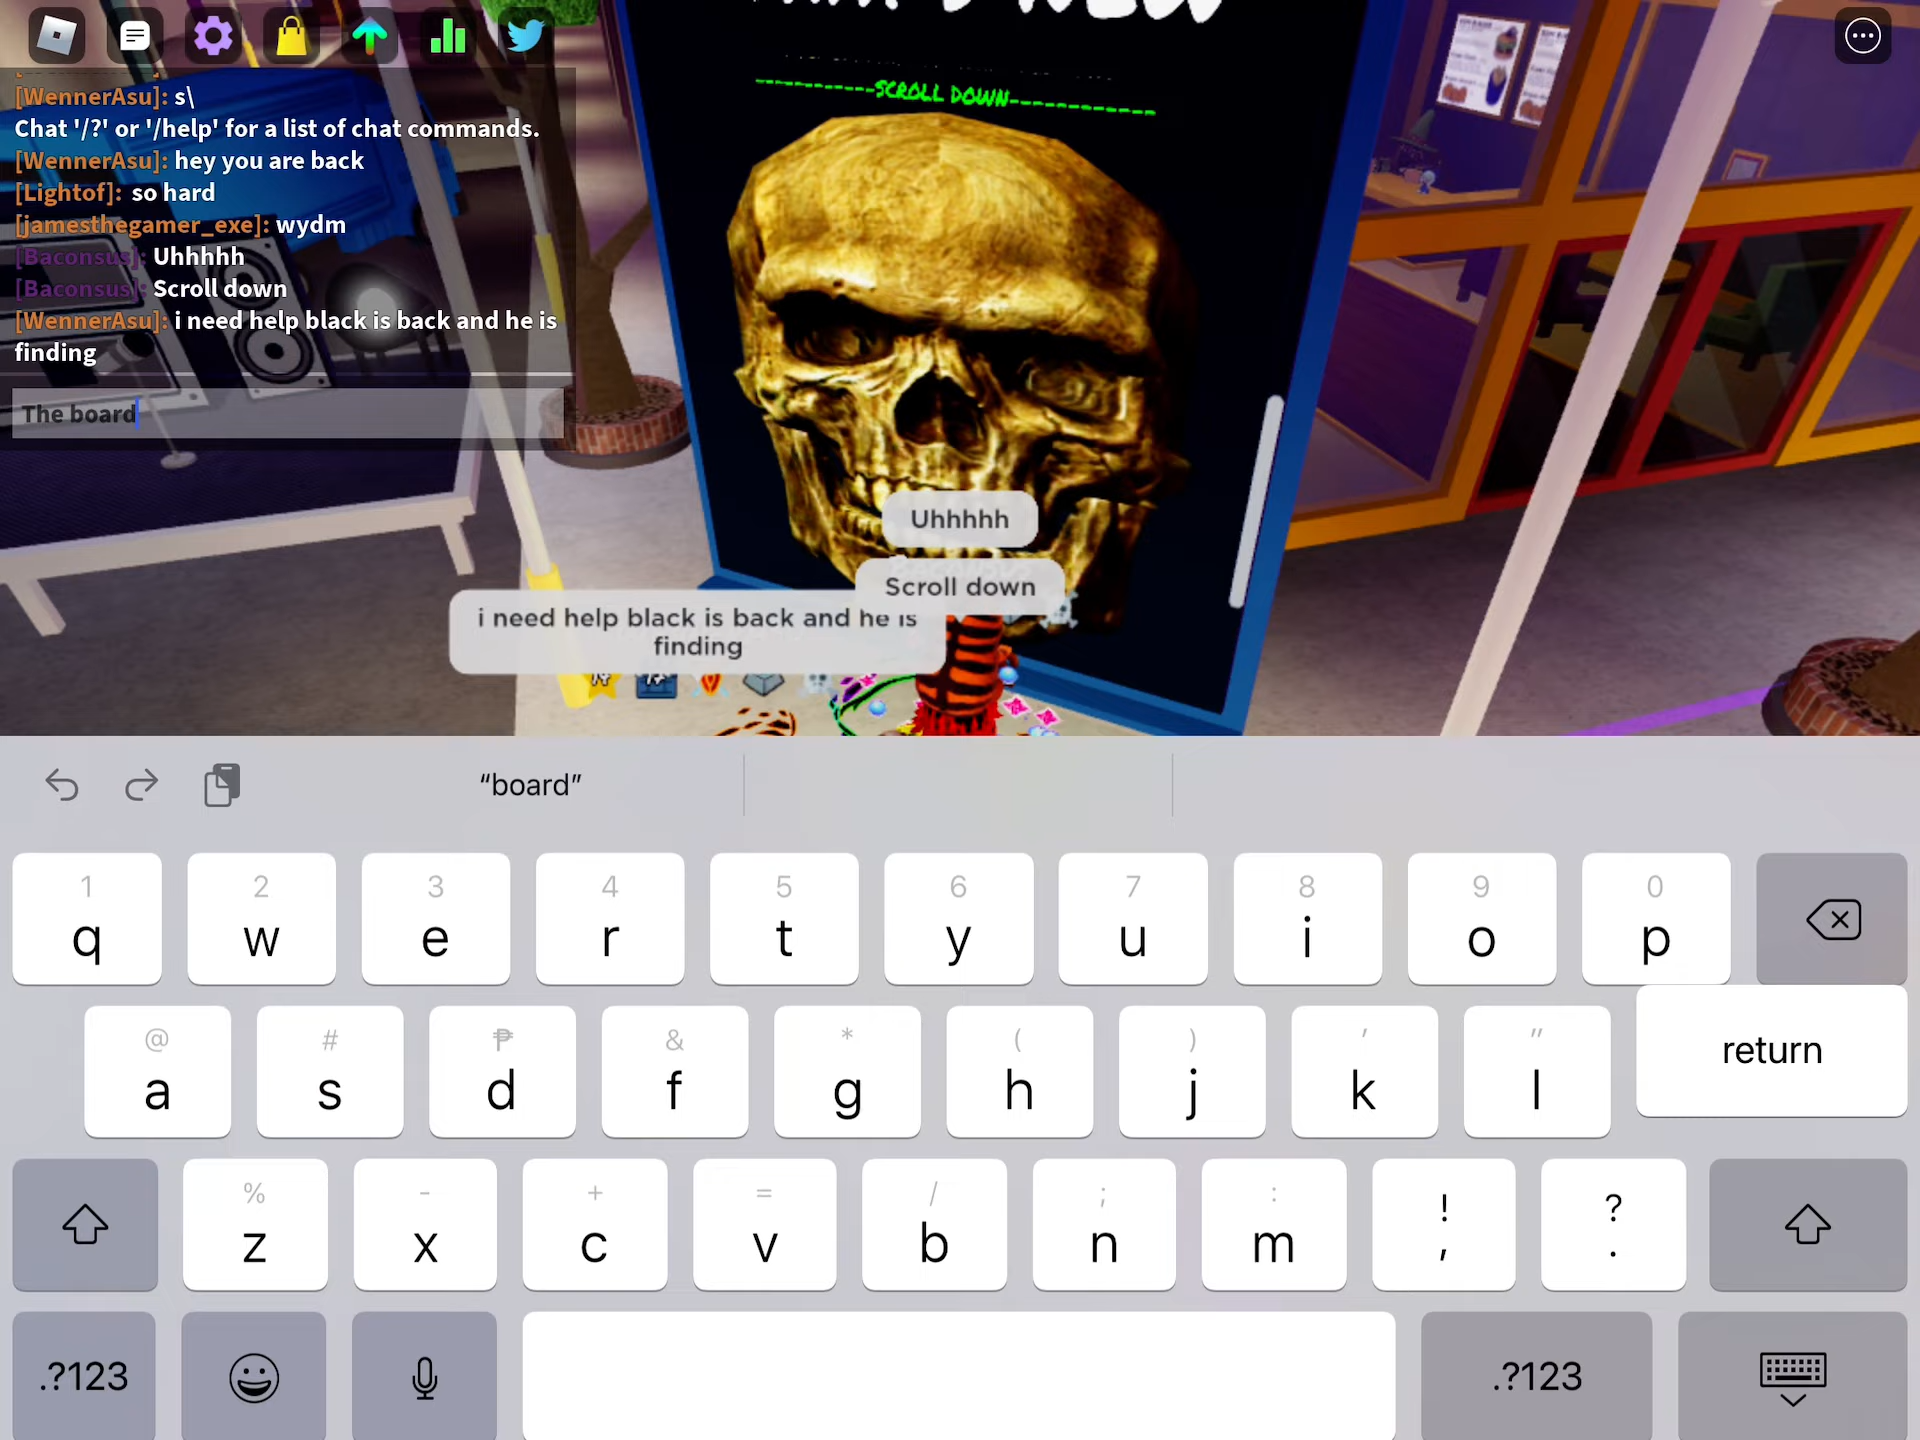 NEW
----------SCROLL DOWN------------
[WennerAsu]: s\
Chat '/?' or '/help' for a list of chat commands.
[WennerAsu]: hey you are back
[Lightof]: so hard
[jamesthegamer_exe]: wydm
[Baconsus]: Uhhhhh
[Baconsus]: Scroll down
[WennerAsu]: i need help black is back and he is
finding
The board
Uhhhhh
Scroll down
i need help black is back and he is
finding
“board”
1 2 3 4 5 6 7 8 9 0
q w e r t y u i o p
@ # ₱ & * ( ) ' "
a s d f g h j k l return
% - + = / ; : ! ?
z x c v b n m , .
.?123 .?123